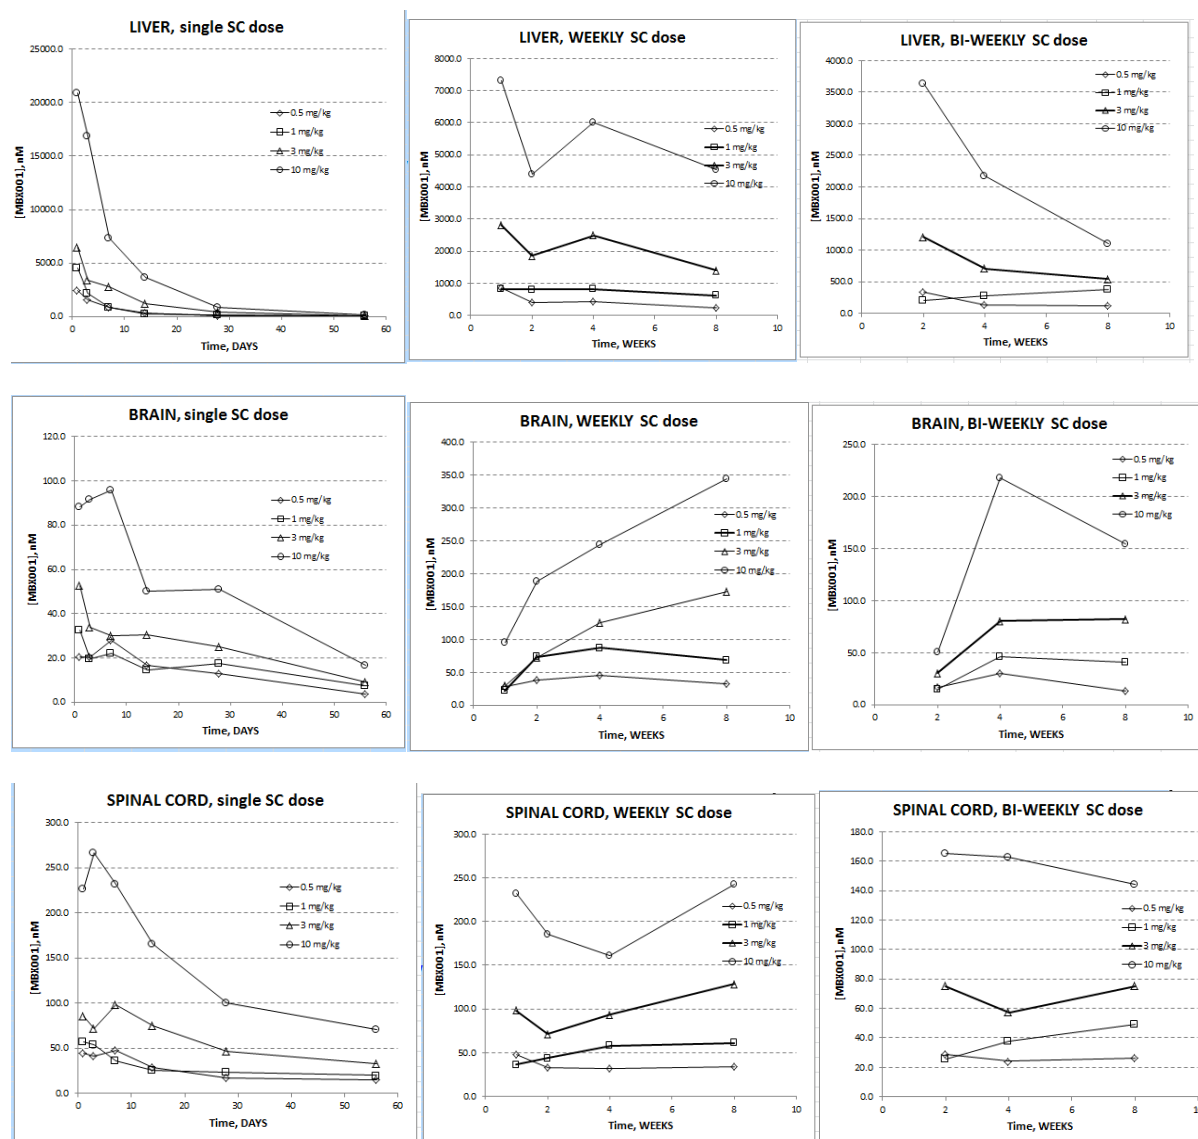 LIVER, single SC dose
25000.0
20000.0
15000.0
10000.0
5000.0
0.0
[MBX001], nM
0 10 20 30 40 50 60
Time, DAYS
0.5 mg/kg
1 mg/kg
3 mg/kg
10 mg/kg
LIVER, WEEKLY SC dose
8000.0
7000.0
6000.0
5000.0
4000.0
3000.0
2000.0
1000.0
0.0
[MBX001], nM
0 2 4 6 8 10
Time, WEEKS
0.5 mg/kg
1 mg/kg
3 mg/kg
10 mg/kg
LIVER, BI-WEEKLY SC dose
4000.0
3500.0
3000.0
2500.0
2000.0
1500.0
1000.0
500.0
0.0
[MBX001], nM
0 2 4 6 8 10
Time, WEEKS
0.5 mg/kg
1 mg/kg
3 mg/kg
10 mg/kg
BRAIN, single SC dose
120.0
100.0
80.0
60.0
40.0
20.0
0.0
[MBX001], nM
0 10 20 30 40 50 60
Time, DAYS
0.5 mg/kg
1 mg/kg
3 mg/kg
10 mg/kg
BRAIN, WEEKLY SC dose
400.0
350.0
300.0
250.0
200.0
150.0
100.0
50.0
0.0
[MBX001], nM
0 2 4 6 8 10
Time, WEEKS
0.5 mg/kg
1 mg/kg
3 mg/kg
10 mg/kg
BRAIN, BI-WEEKLY SC dose
250.0
200.0
150.0
100.0
50.0
0.0
[MBX001], nM
0 2 4 6 8 10
Time, WEEKS
0.5 mg/kg
1 mg/kg
3 mg/kg
10 mg/kg
SPINAL CORD, single SC dose
300.0
250.0
200.0
150.0
100.0
50.0
0.0
[MBX001], nM
0 10 20 30 40 50 60
Time, DAYS
0.5 mg/kg
1 mg/kg
3 mg/kg
10 mg/kg
SPINAL CORD, WEEKLY SC dose
300.0
250.0
200.0
150.0
100.0
50.0
0.0
[MBX001], nM
0 2 4 6 8 10
Time, WEEKS
0.5 mg/kg
1 mg/kg
3 mg/kg
10 mg/kg
SPINAL CORD, BI-WEEKLY SC dose
180.0
160.0
140.0
120.0
100.0
80.0
60.0
40.0
20.0
0.0
[MBX001], nM
0 2 4 6 8 10
Time, WEEKS
0.5 mg/kg
1 mg/kg
3 mg/kg
10 mg/kg